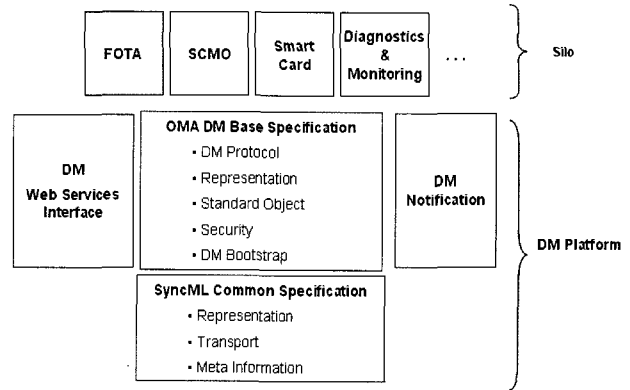 FOTA
SCMO
Smart
Card
Diagnostics
&
Monitoring
...
Silo
DM
Web Services
Interface
OMA DM Base Specification
• DM Protocol
• Representation
• Standard Object
• Security
• DM Bootstrap
DM
Notification
DM Platform
SyncML Common Specification
• Representation
• Transport
• Meta Information